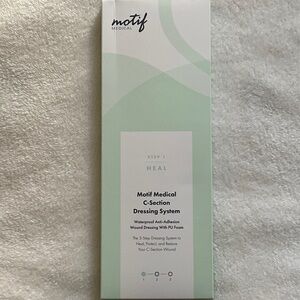 motif
MEDICAL
STEP 1
HEAL
Motif Medical
C-Section
Dressing System
Waterproof Anti-Adhesion
Wound Dressing With PU Foam
The 3-Step Dressing System to
Heal, Protect, and Restore
Your C-Section Wound
1 2 3